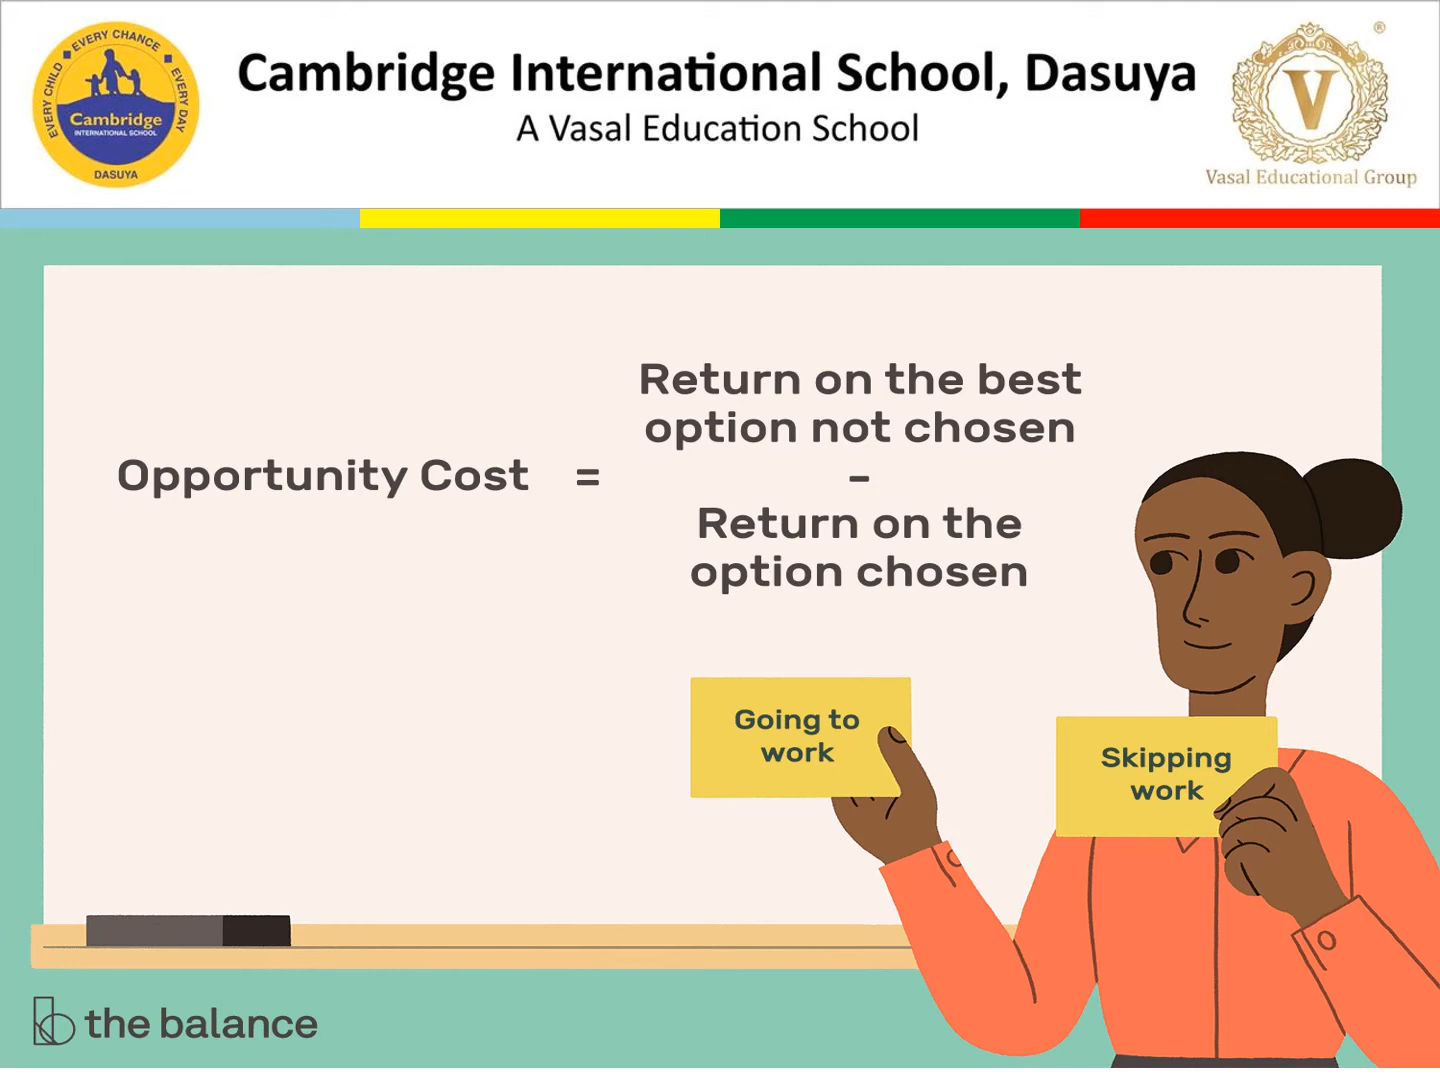 EVERY CHILD ■ EVERY CHANCE ■ EVERY DAY
Cambridge
INTERNATIONAL SCHOOL
DASUYA
Cambridge International School, Dasuya
A Vasal Education School
®
V
Vasal Educational Group
Return on the best
option not chosen
Opportunity Cost =
–
Return on the
option chosen
Going to
work
Skipping
work
b the balance